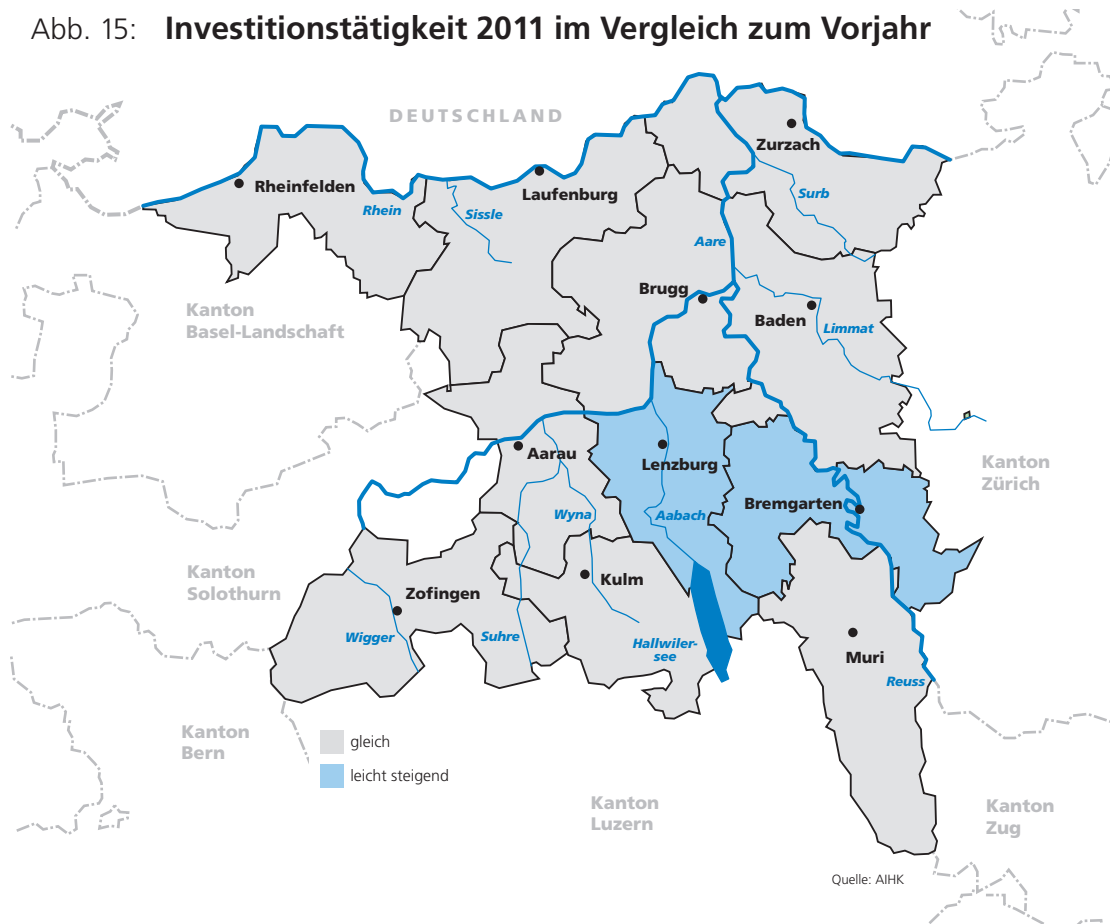 Abb. 15: Investitionstätigkeit 2011 im Vergleich zum Vorjahr
DEUTSCHLAND
Zurzach
Rheinfelden
Laufenburg
Rhein
Sissle
Surb
Aare
Brugg
Baden
Limmat
Kanton
Basel-Landschaft
Aarau
Lenzburg
Kanton
Zürich
Wyna
Aabach
Bremgarten
Kanton
Solothurn
Zofingen
Kulm
Wigger
Suhre
Hallwiler-
see
Muri
Reuss
Kanton
Bern
gleich
leicht steigend
Kanton
Luzern
Kanton
Zug
Quelle: AIHK